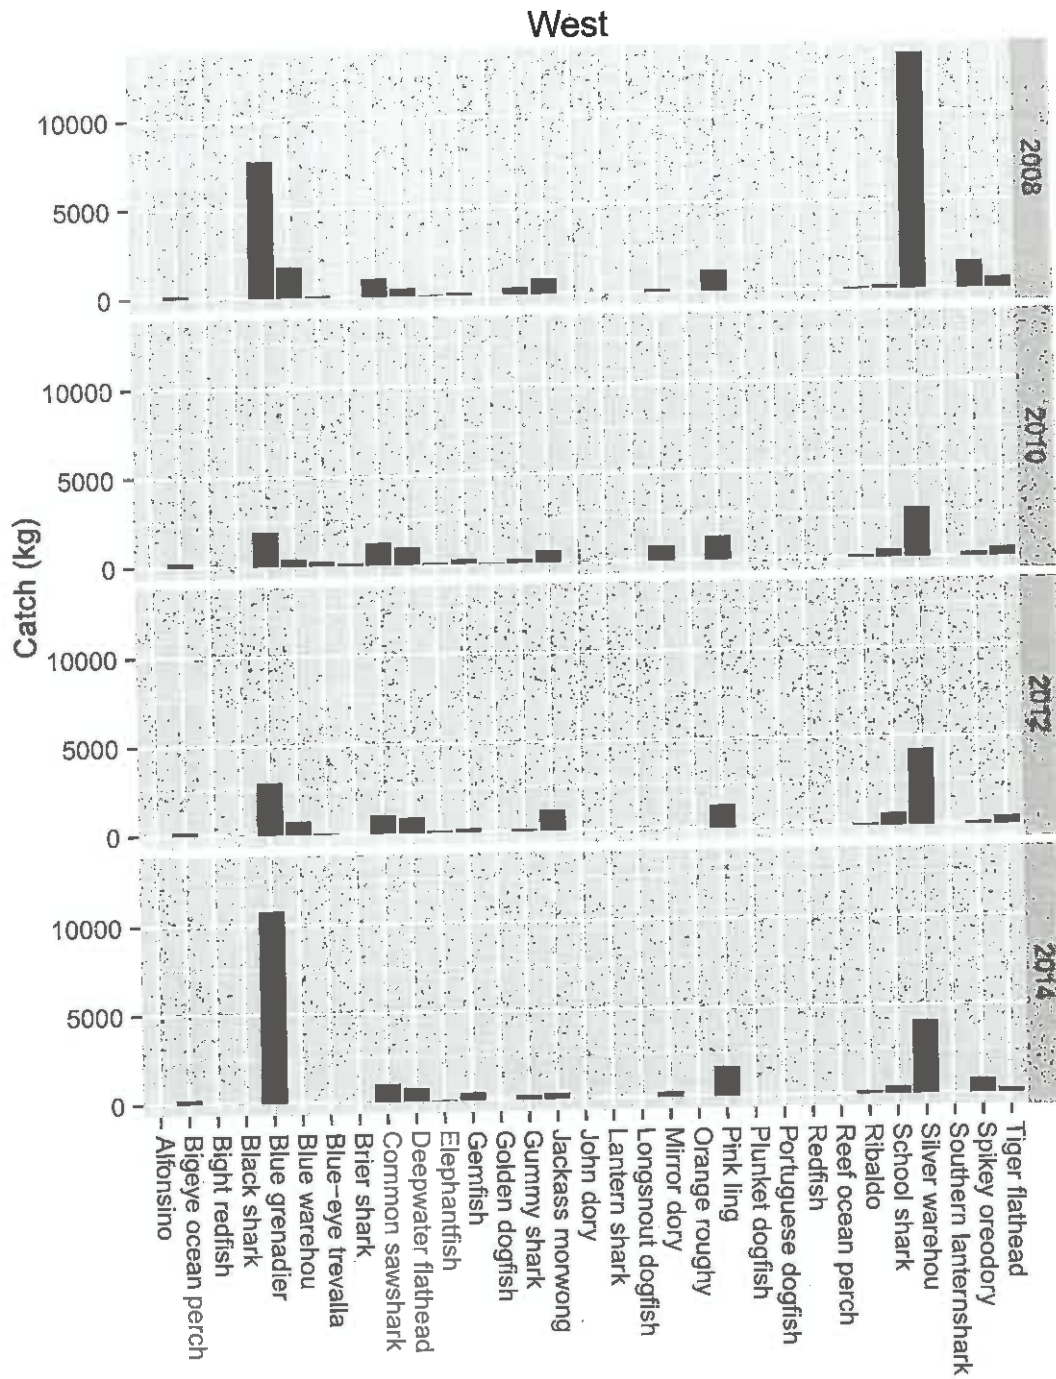 West
2008
10000
5000
0
2010
10000
5000
0
Catch (kg)
2012
10000
5000
0
2014
10000
5000
0
Alfonsino
Bigeye ocean perch
Bight redfish
Black shark
Blue grenadier
Blue warehou
Blue-eye trevalla
Brier shark
Common sawshark
Deepwater flathead
Elephantfish
Gemfish
Golden dogfish
Gummy shark
Jackass morwong
John dory
Lantern shark
Longsnout dogfish
Mirror dory
Orange roughy
Pink ling
Plunket dogfish
Portuguese dogfish
Redfish
Reef ocean perch
Ribaldo
School shark
Silver warehou
Southern lanternshark
Spikey oreodory
Tiger flathead